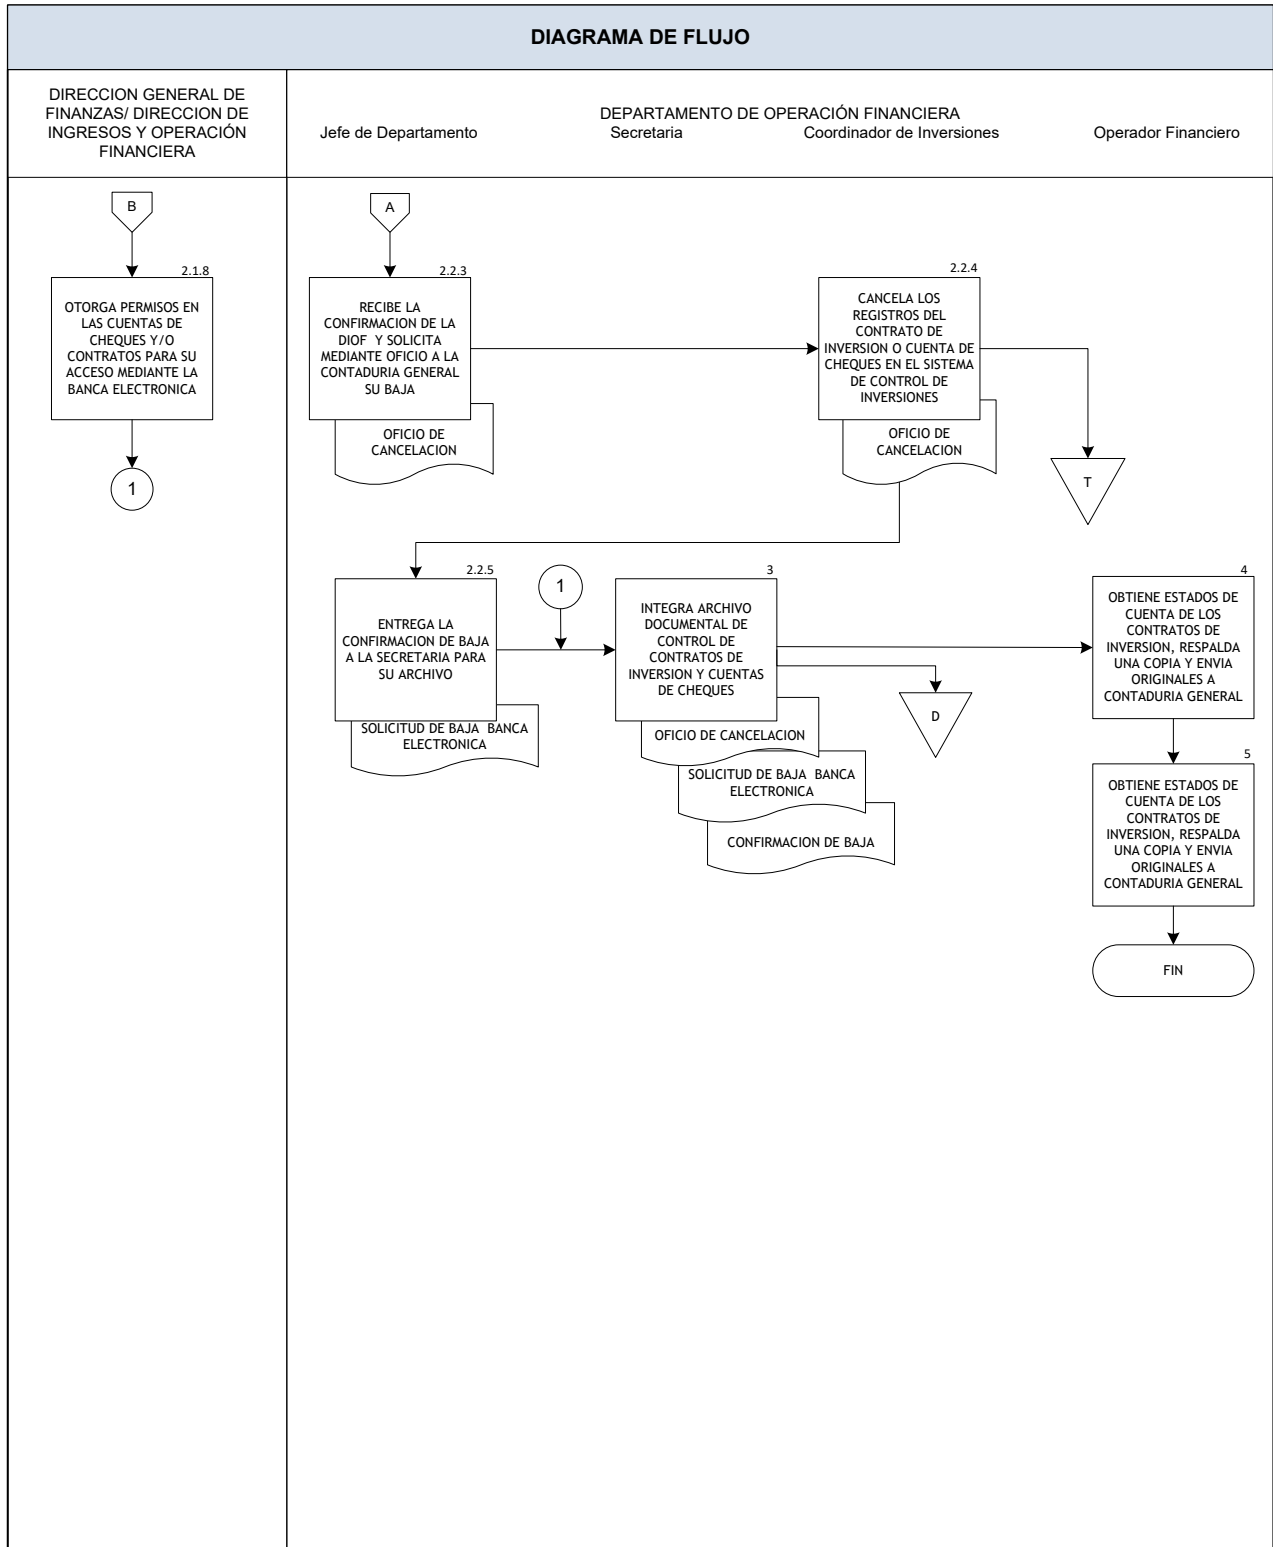 DIAGRAMA DE FLUJO
DIRECCION GENERAL DE
FINANZAS/ DIRECCION DE
INGRESOS Y OPERACIÓN
FINANCIERA
DEPARTAMENTO DE OPERACIÓN FINANCIERA
Jefe de Departamento
Secretaria
Coordinador de Inversiones
Operador Financiero
B
2.1.8
OTORGA PERMISOS EN
LAS CUENTAS DE
CHEQUES Y/O
CONTRATOS PARA SU
ACCESO MEDIANTE LA
BANCA ELECTRONICA
1
A
2.2.3
RECIBE LA
CONFIRMACION DE LA
DIOF Y SOLICITA
MEDIANTE OFICIO A LA
CONTADURIA GENERAL
SU BAJA
OFICIO DE
CANCELACION
2.2.4
CANCELA LOS
REGISTROS DEL
CONTRATO DE
INVERSION O CUENTA DE
CHEQUES EN EL SISTEMA
DE CONTROL DE
INVERSIONES
OFICIO DE
CANCELACION
T
2.2.5
ENTREGA LA
CONFIRMACION DE BAJA
A LA SECRETARIA PARA
SU ARCHIVO
SOLICITUD DE BAJA BANCA
ELECTRONICA
1
3
INTEGRA ARCHIVO
DOCUMENTAL DE
CONTROL DE
CONTRATOS DE
INVERSION Y CUENTAS
DE CHEQUES
OFICIO DE CANCELACION
SOLICITUD DE BAJA BANCA
ELECTRONICA
CONFIRMACION DE BAJA
D
4
OBTIENE ESTADOS DE
CUENTA DE LOS
CONTRATOS DE
INVERSION, RESPALDA
UNA COPIA Y ENVIA
ORIGINALES A
CONTADURIA GENERAL
5
OBTIENE ESTADOS DE
CUENTA DE LOS
CONTRATOS DE
INVERSION, RESPALDA
UNA COPIA Y ENVIA
ORIGINALES A
CONTADURIA GENERAL
FIN